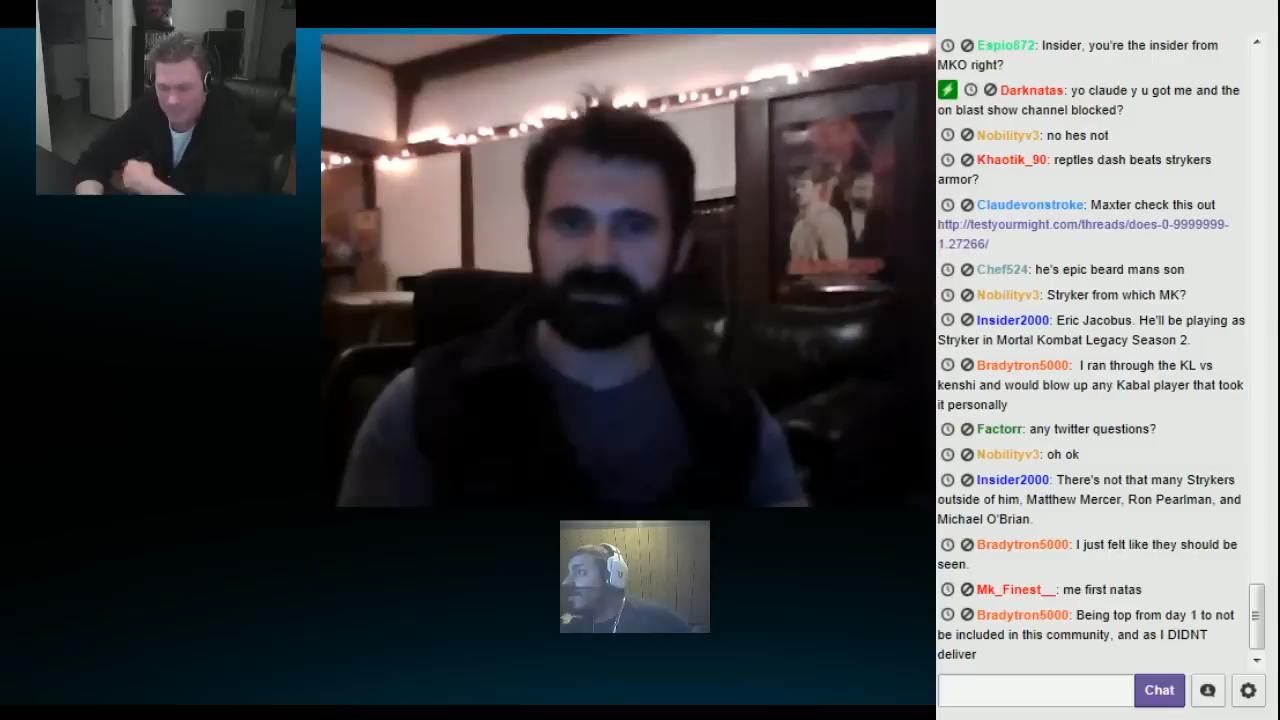 Espio872: Insider, you're the insider from
MKO right?
Darknatas: yo claude y u got me and the
on blast show channel blocked?
Nobilityv3: no hes not
Khaotik_90: reptles dash beats strykers
armor?
Claudevonstroke: Maxter check this out
http://testyourmight.com/threads/does-0-9999999-
1.27266/
Chef524: he's epic beard mans son
Nobilityv3: Stryker from which MK?
Insider2000: Eric Jacobus. He'll be playing as
Stryker in Mortal Kombat Legacy Season 2.
Bradytron5000: I ran through the KL vs
kenshi and would blow up any Kabal player that took
it personally
Factorr: any twitter questions?
Nobilityv3: oh ok
Insider2000: There's not that many Strykers
outside of him, Matthew Mercer, Ron Pearlman, and
Michael O'Brian.
Bradytron5000: I just felt like they should be
seen.
Mk_Finest__: me first natas
Bradytron5000: Being top from day 1 to not
be included in this community, and as I DIDNT
deliver
Chat